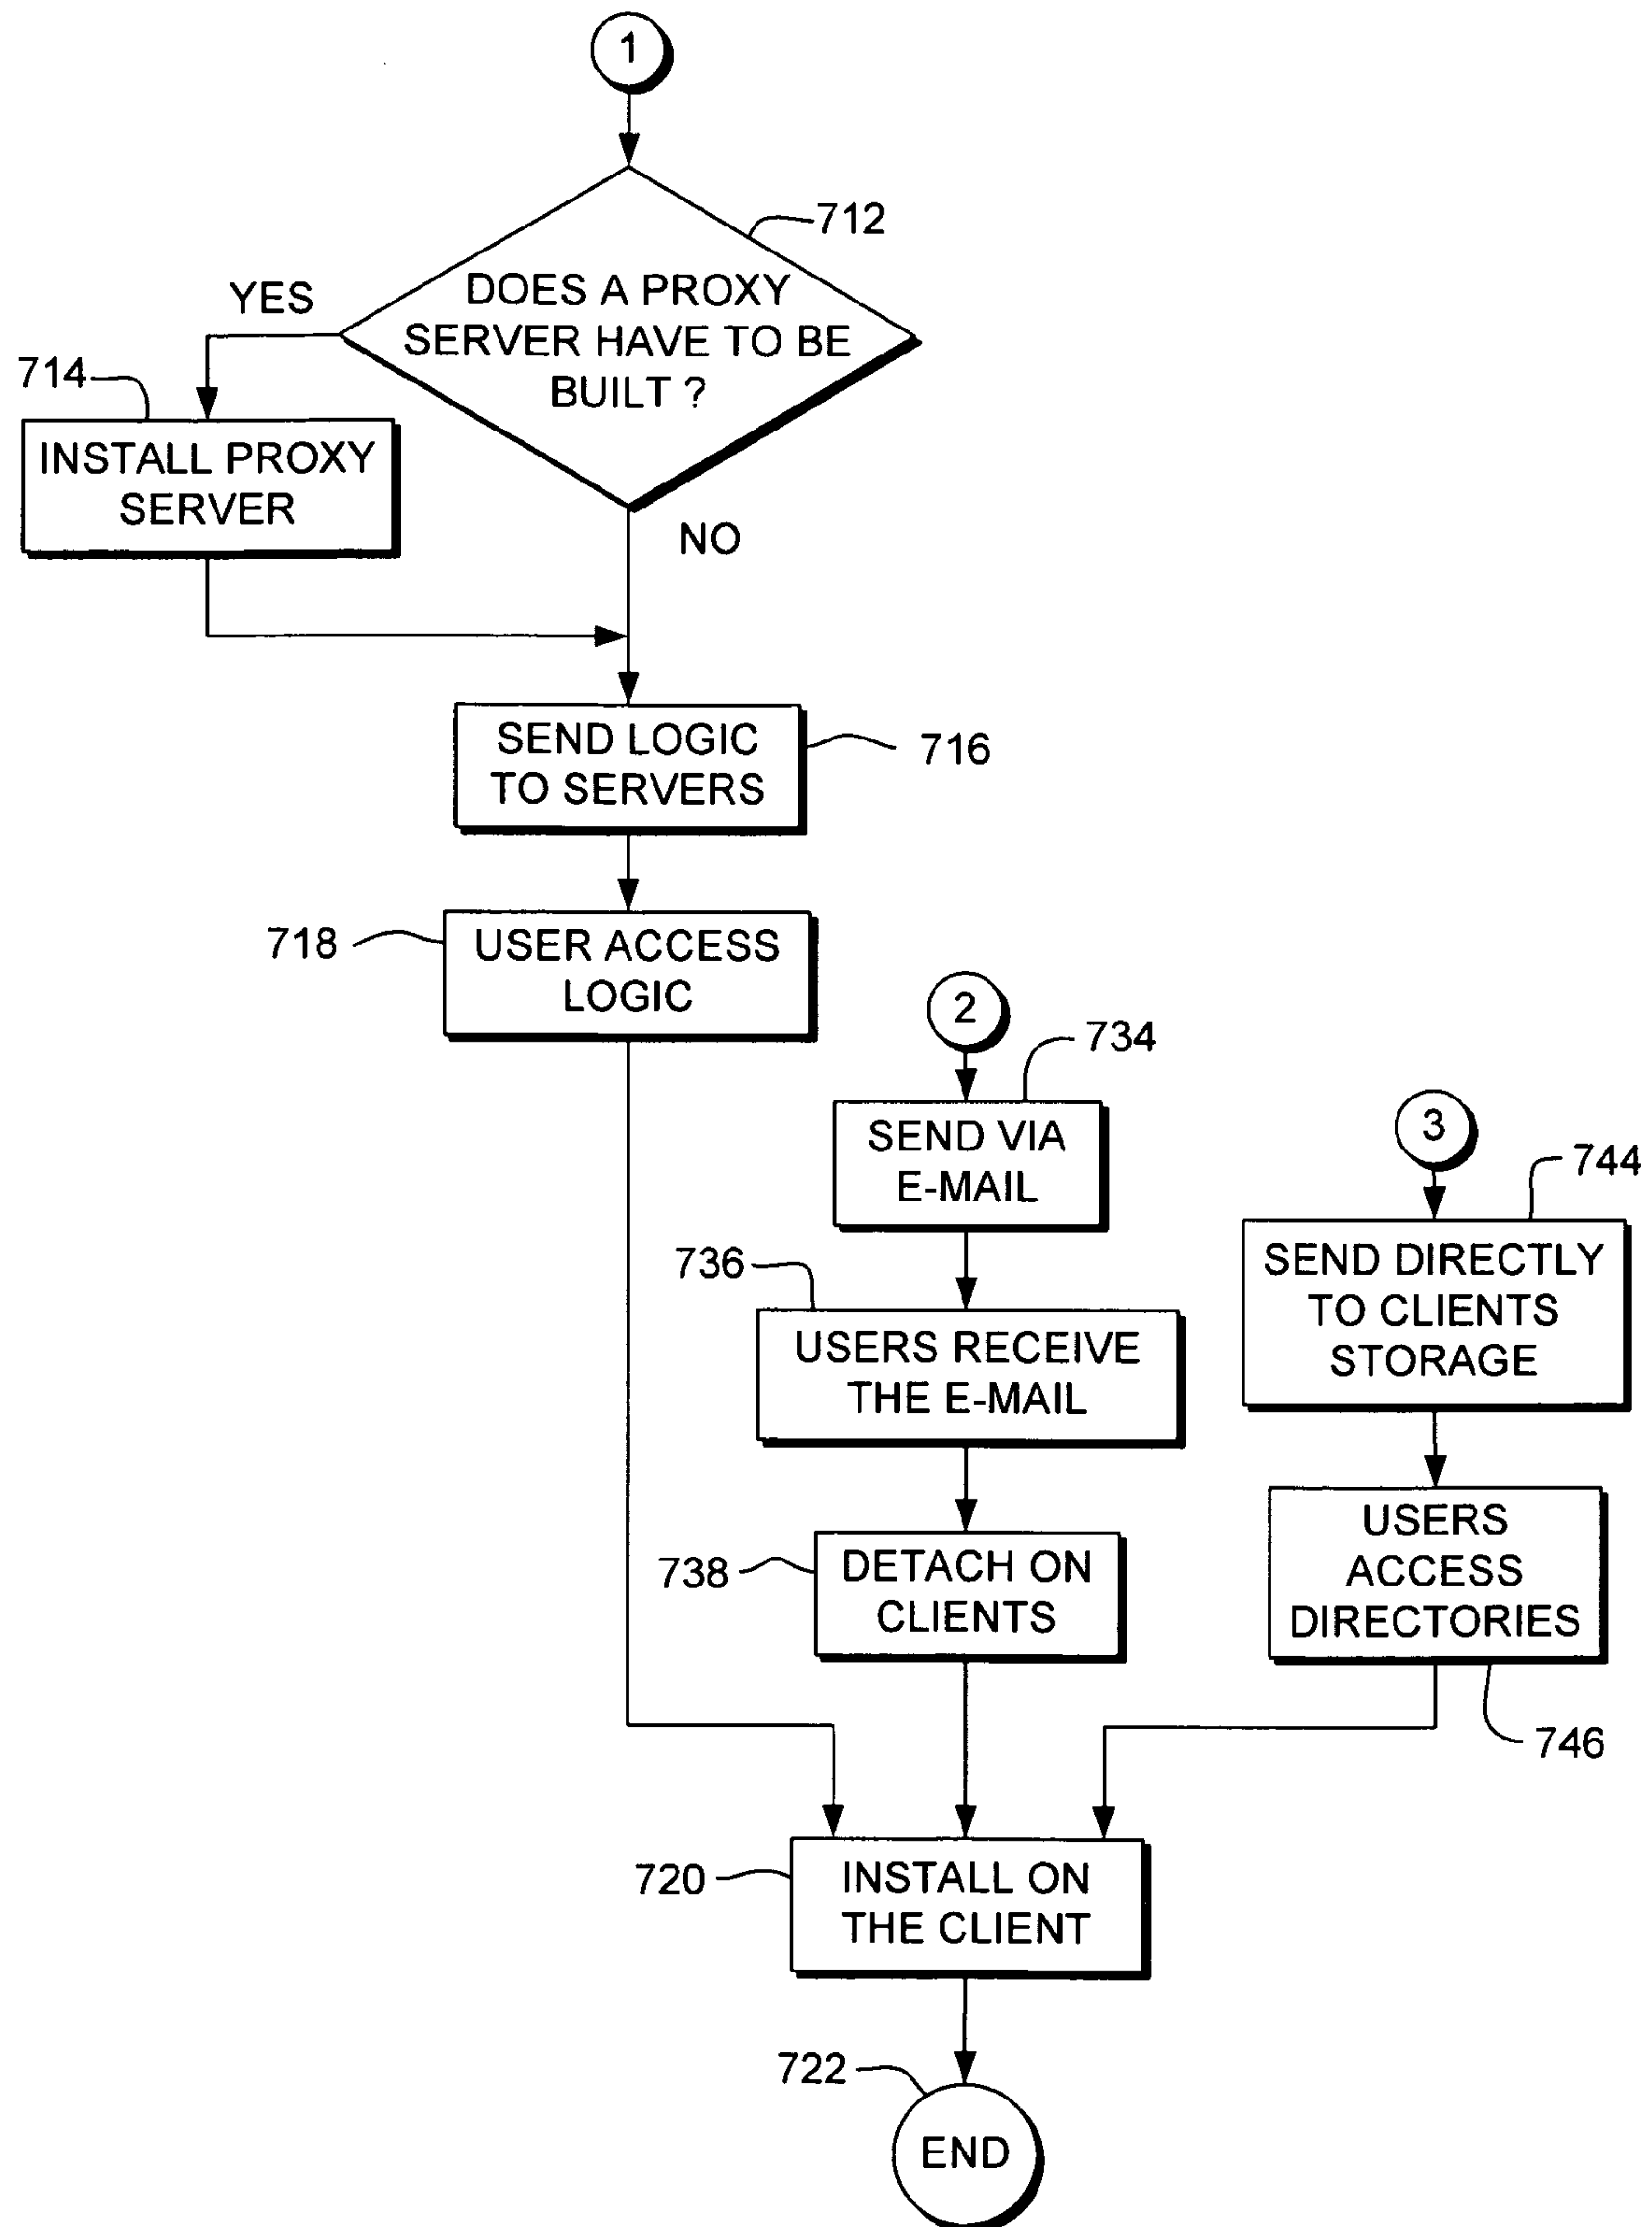 1
712
DOES A PROXY
SERVER HAVE TO BE
BUILT ?
YES
714
INSTALL PROXY
SERVER
NO
SEND LOGIC
TO SERVERS
716
718
USER ACCESS
LOGIC
2
734
SEND VIA
E-MAIL
3
744
SEND DIRECTLY
TO CLIENTS
STORAGE
736
USERS RECEIVE
THE E-MAIL
738
DETACH ON
CLIENTS
USERS
ACCESS
DIRECTORIES
746
720
INSTALL ON
THE CLIENT
722
END